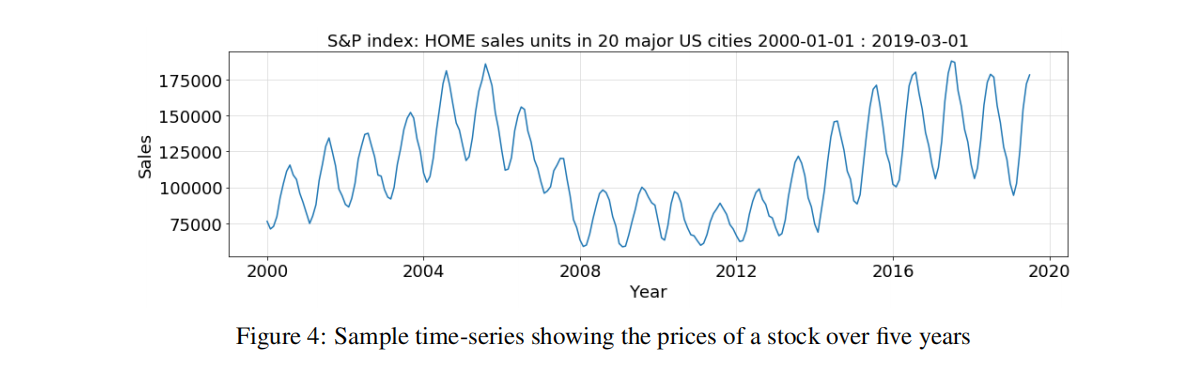 S&P index: HOME sales units in 20 major US cities 2000-01-01 : 2019-03-01
175000
150000
125000
100000
75000
Sales
2000 2004 2008 2012 2016 2020
Year
Figure 4: Sample time-series showing the prices of a stock over five years